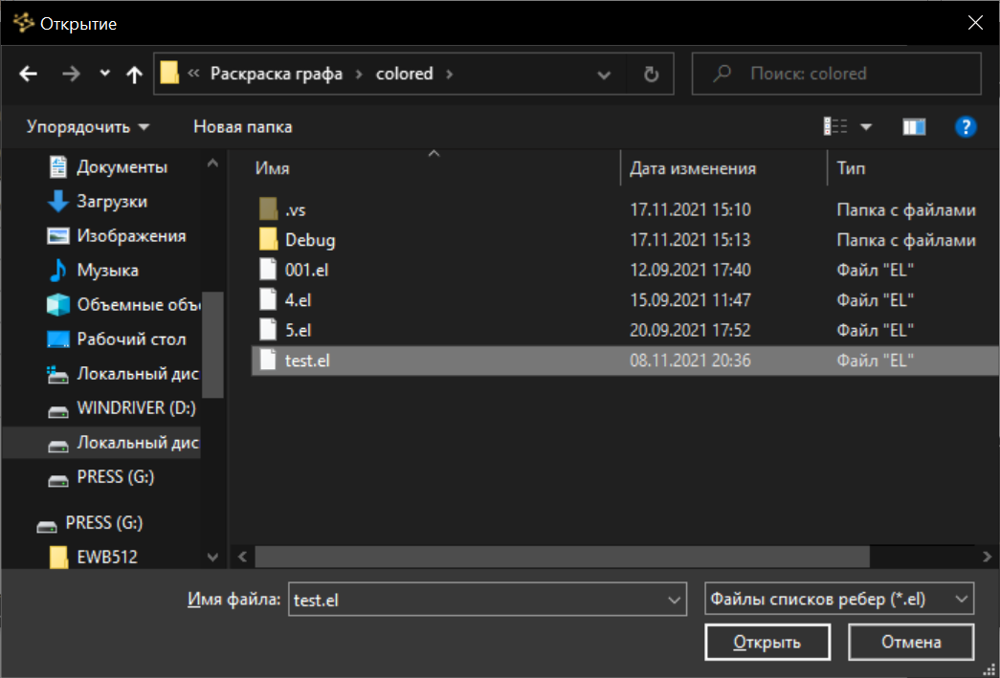 Открытие
« Раскраска графа › colored ›
Поиск: colored
Упорядочить
Новая папка
?
Документы
Загрузки
Изображения
Музыка
Объемные объ
Рабочий стол
Локальный дис
WINDRIVER (D:)
Локальный дис
PRESS (G:)
PRESS (G:)
EWB512
Имя Дата изменения Тип
.vs 17.11.2021 15:10 Папка с файлами
Debug 17.11.2021 15:13 Папка с файлами
001.el 12.09.2021 17:40 Файл "EL"
4.el 15.09.2021 11:47 Файл "EL"
5.el 20.09.2021 17:52 Файл "EL"
test.el 08.11.2021 20:36 Файл "EL"
Имя файла: test.el
Файлы списков ребер (*.el)
Открыть
Отмена